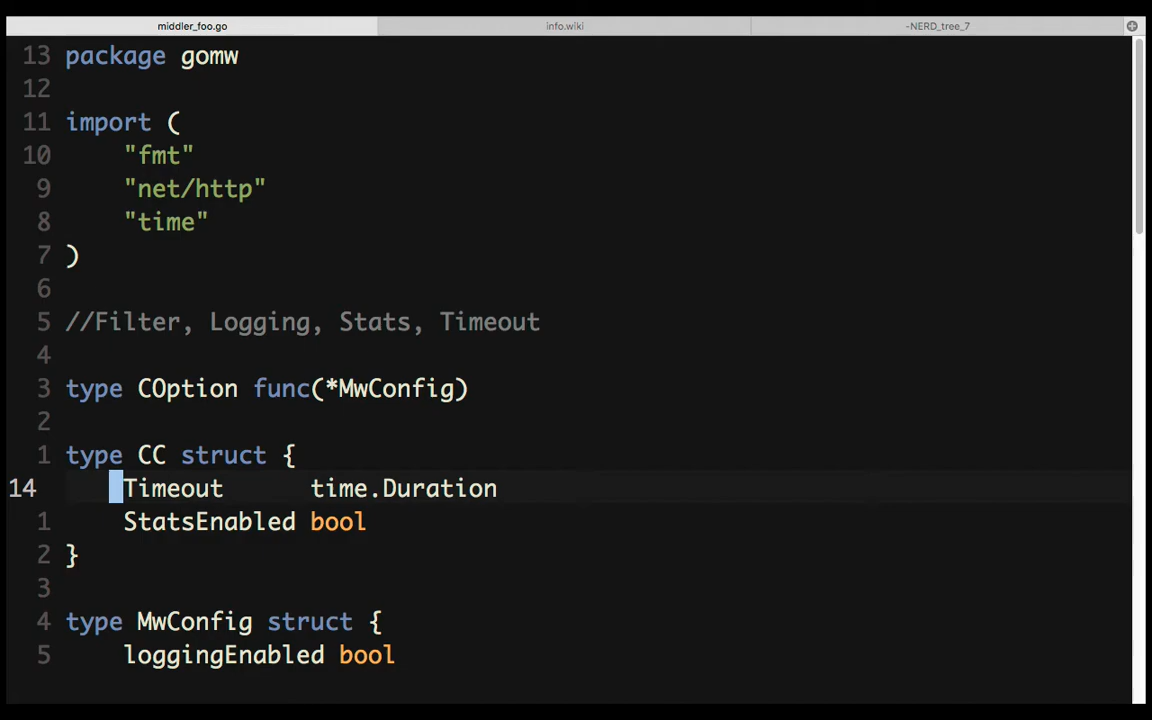 middler_foo.go info.wiki -NERD_tree_7
13 package gomw
12
11 import (
10 "fmt"
9 "net/http"
8 "time"
7 )
6
5 //Filter, Logging, Stats, Timeout
4
3 type COption func(*MwConfig)
2
1 type CC struct {
14 Timeout time.Duration
1 StatsEnabled bool
2 }
3
4 type MwConfig struct {
5 loggingEnabled bool